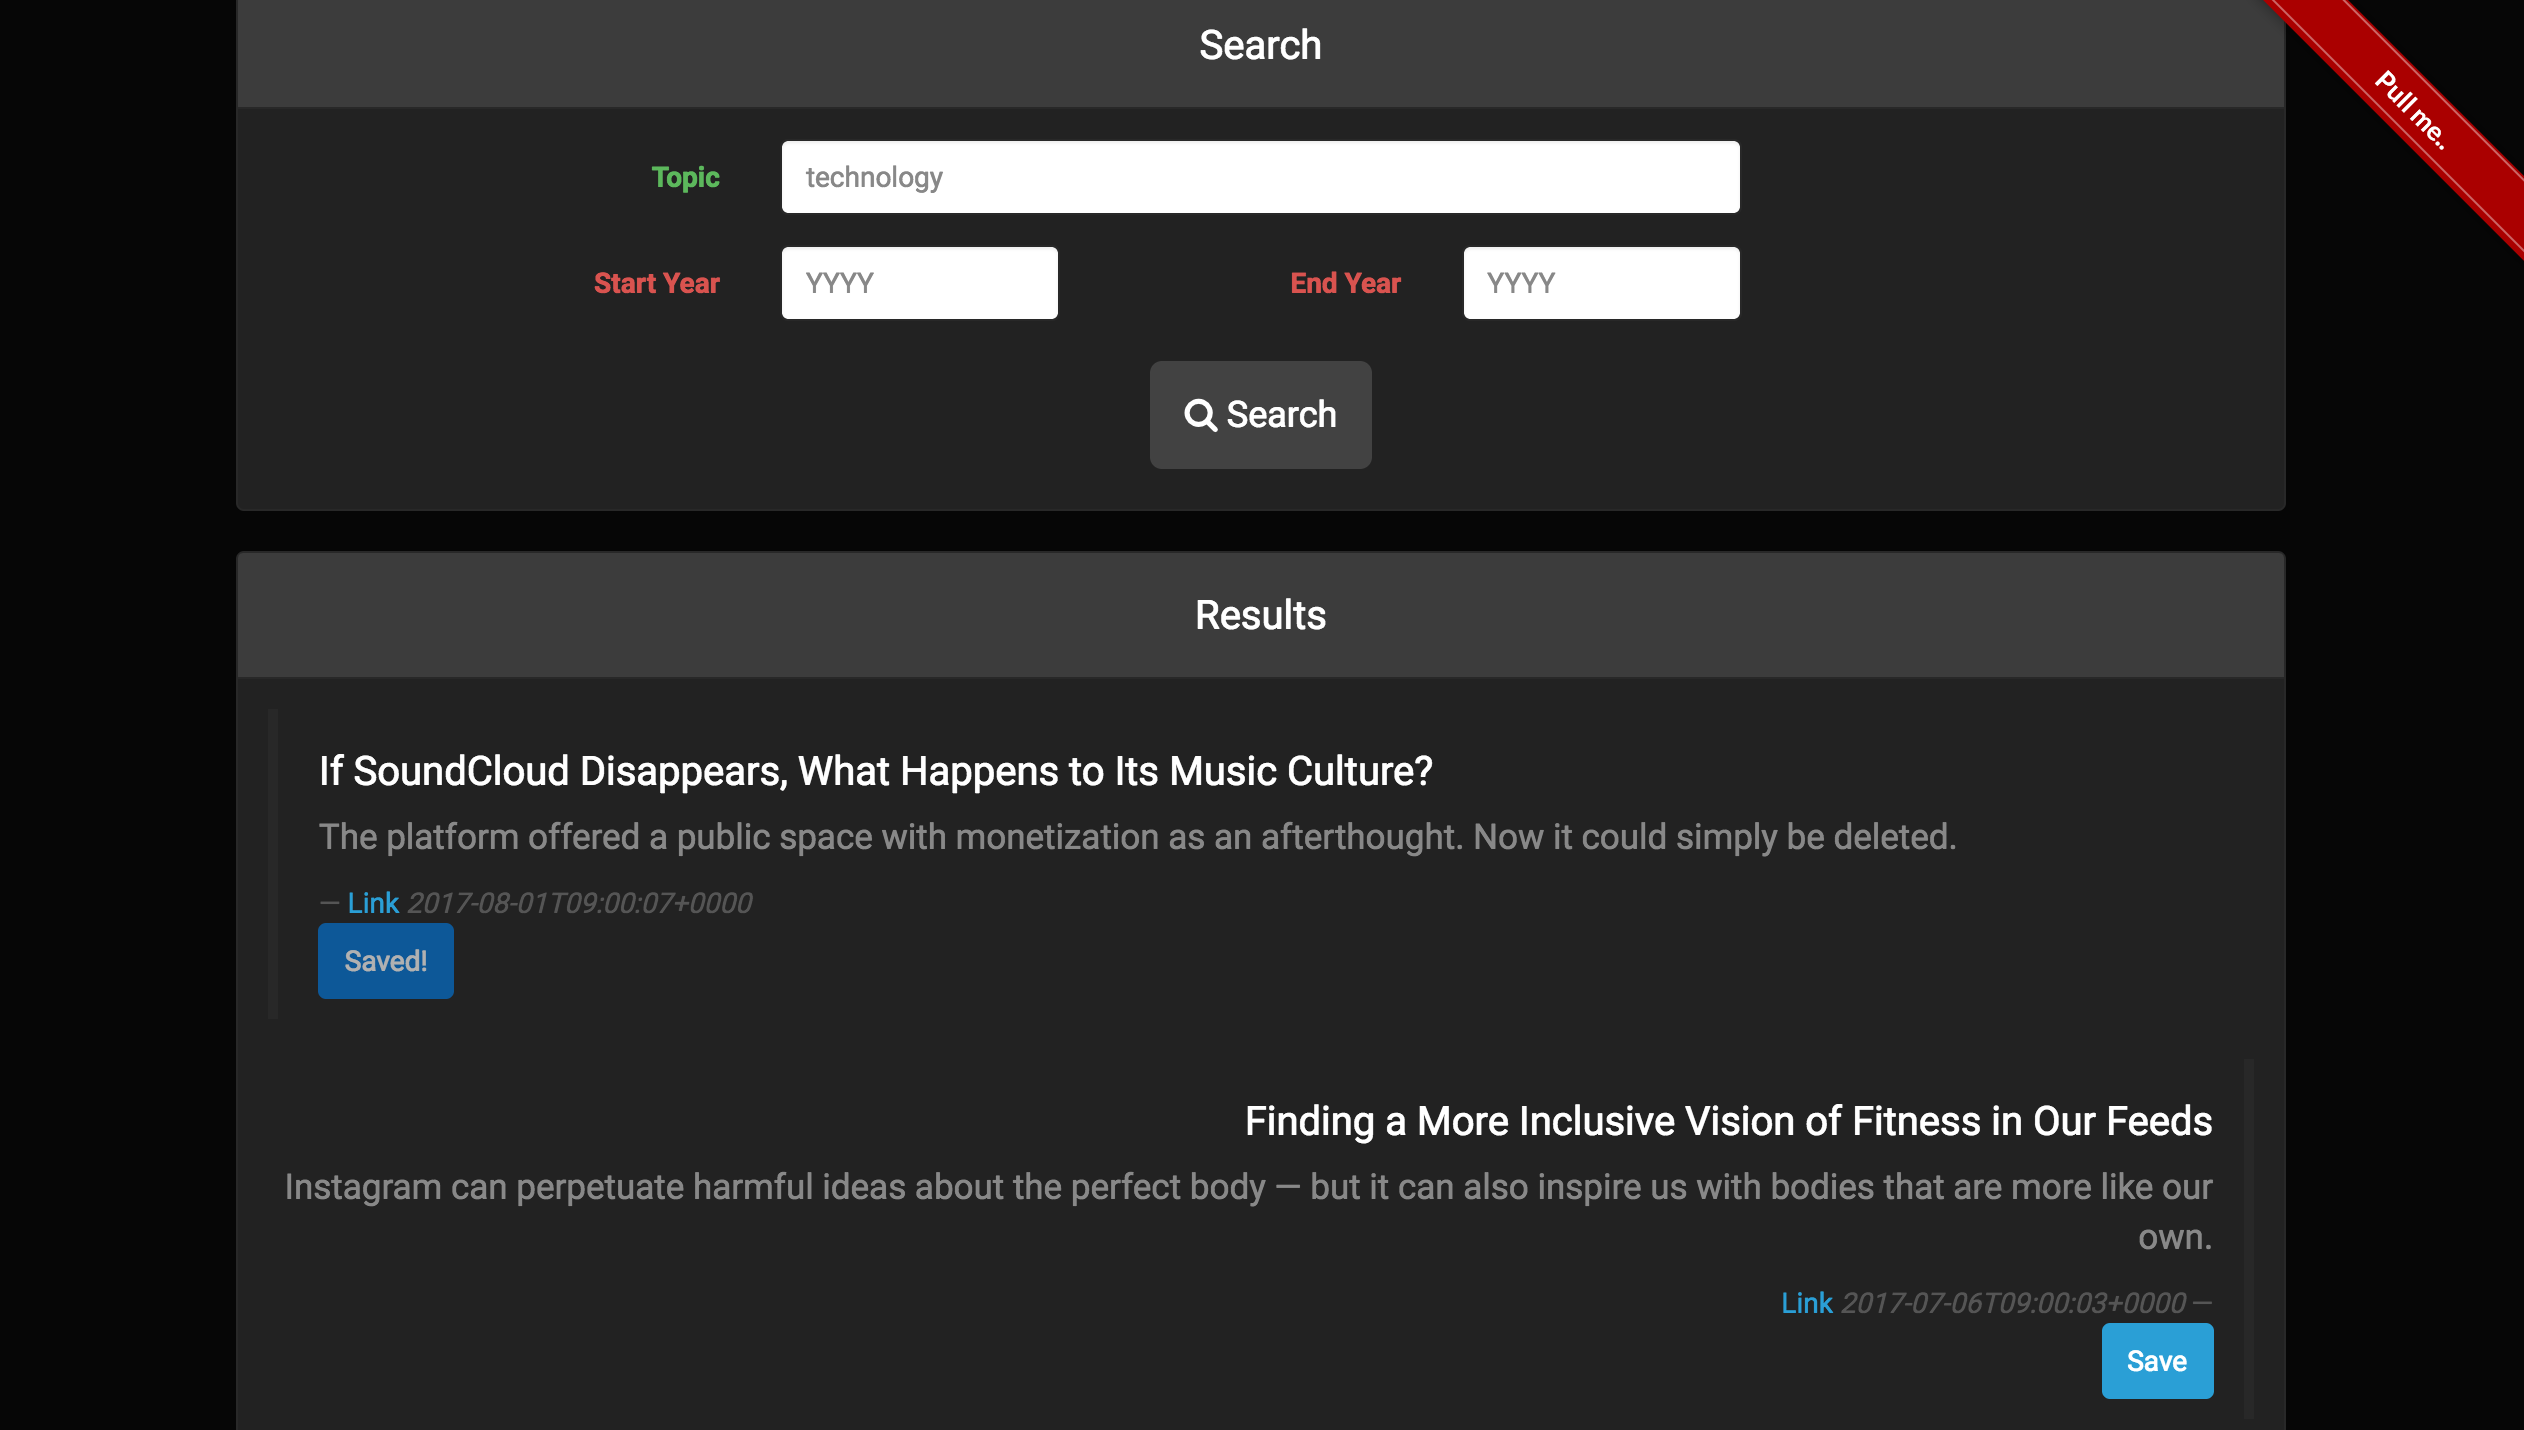 Search
Pull me..
Topic technology
Start Year YYYY End Year YYYY
Search
Results
If SoundCloud Disappears, What Happens to Its Music Culture?
The platform offered a public space with monetization as an afterthought. Now it could simply be deleted.
— Link 2017-08-01T09:00:07+0000
Saved!
Finding a More Inclusive Vision of Fitness in Our Feeds
Instagram can perpetuate harmful ideas about the perfect body — but it can also inspire us with bodies that are more like our
own.
Link 2017-07-06T09:00:03+0000 —
Save